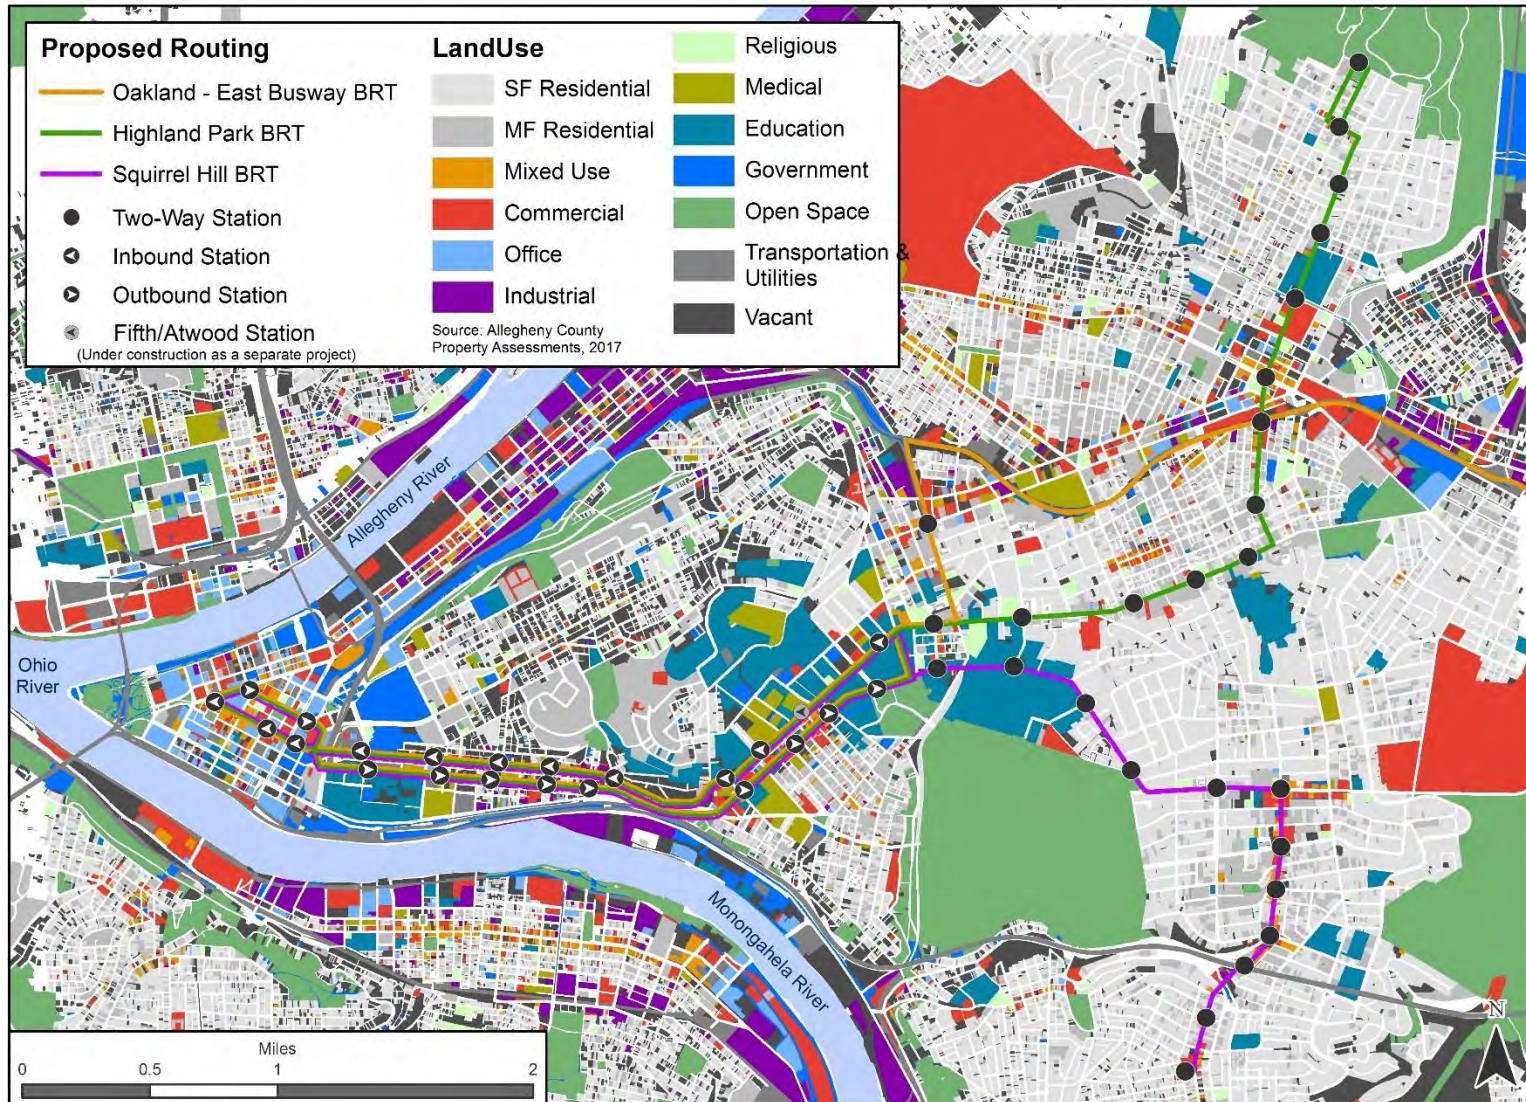 Proposed Routing
Oakland - East Busway BRT
Highland Park BRT
Squirrel Hill BRT
Two-Way Station
Inbound Station
Outbound Station
Fifth/Atwood Station
(Under construction as a separate project)
LandUse
SF Residential
MF Residential
Mixed Use
Commercial
Office
Industrial
Source: Allegheny County
Property Assessments, 2017
Religious
Medical
Education
Government
Open Space
Transportation &
Utilities
Vacant
Allegheny River
Ohio
River
Monongahela River
N
Miles
0 0.5 1 2